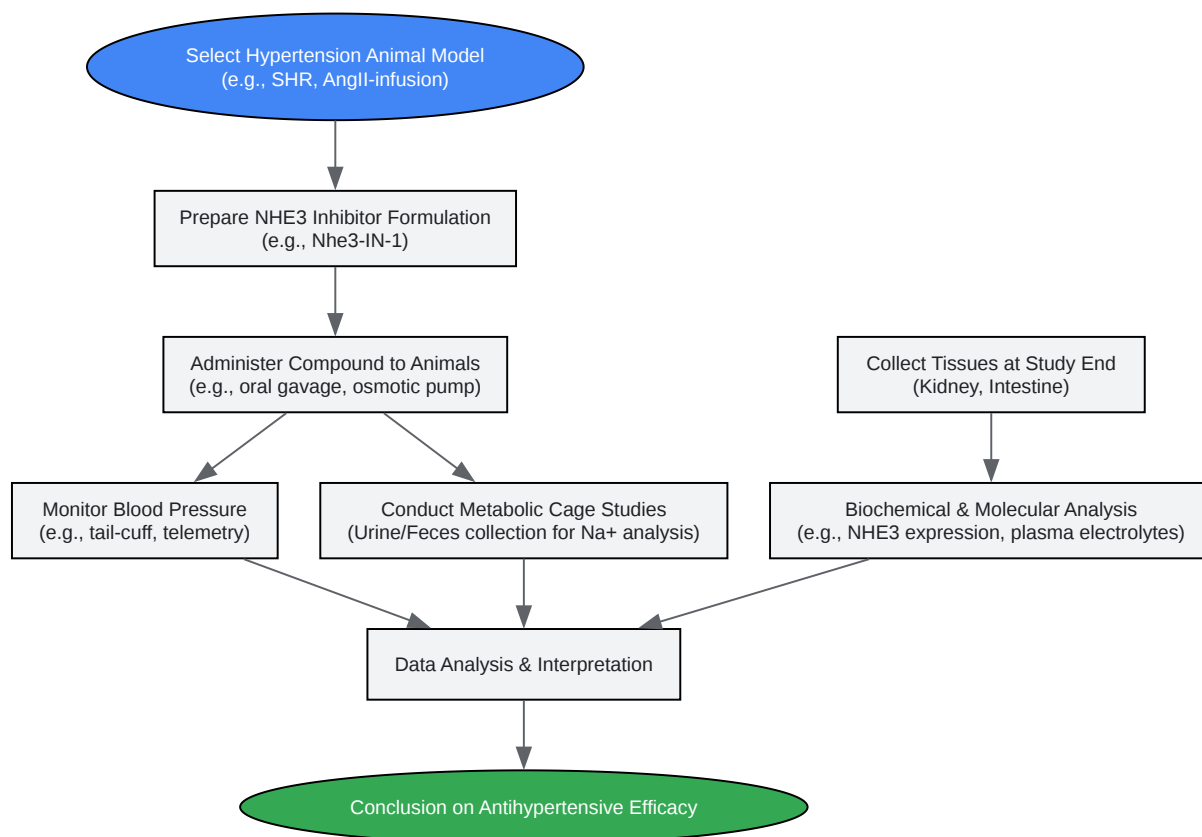 Select Hypertension Animal Model
(e.g., SHR, AngII-infusion)
Prepare NHE3 Inhibitor Formulation
(e.g., Nhe3-IN-1)
Administer Compound to Animals
(e.g., oral gavage, osmotic pump)
Collect Tissues at Study End
(Kidney, Intestine)
Monitor Blood Pressure
(e.g., tail-cuff, telemetry)
Conduct Metabolic Cage Studies
(Urine/Feces collection for Na+ analysis)
Biochemical & Molecular Analysis
(e.g., NHE3 expression, plasma electrolytes)
Data Analysis & Interpretation
Conclusion on Antihypertensive Efficacy